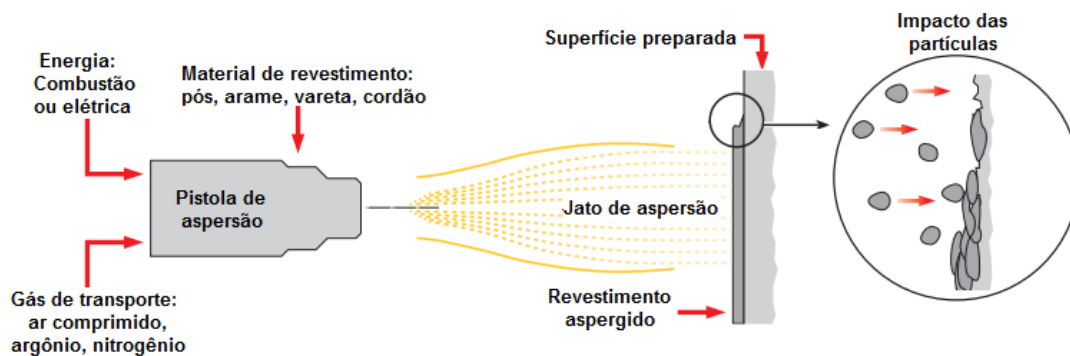 Energia:
Combustão
ou elétrica
Material de revestimento:
pós, arame, vareta, cordão
Pistola de
aspersão
Gás de transporte:
ar comprimido,
argônio, nitrogênio
Jato de aspersão
Superfície preparada
Revestimento
aspergido
Impacto das
partículas